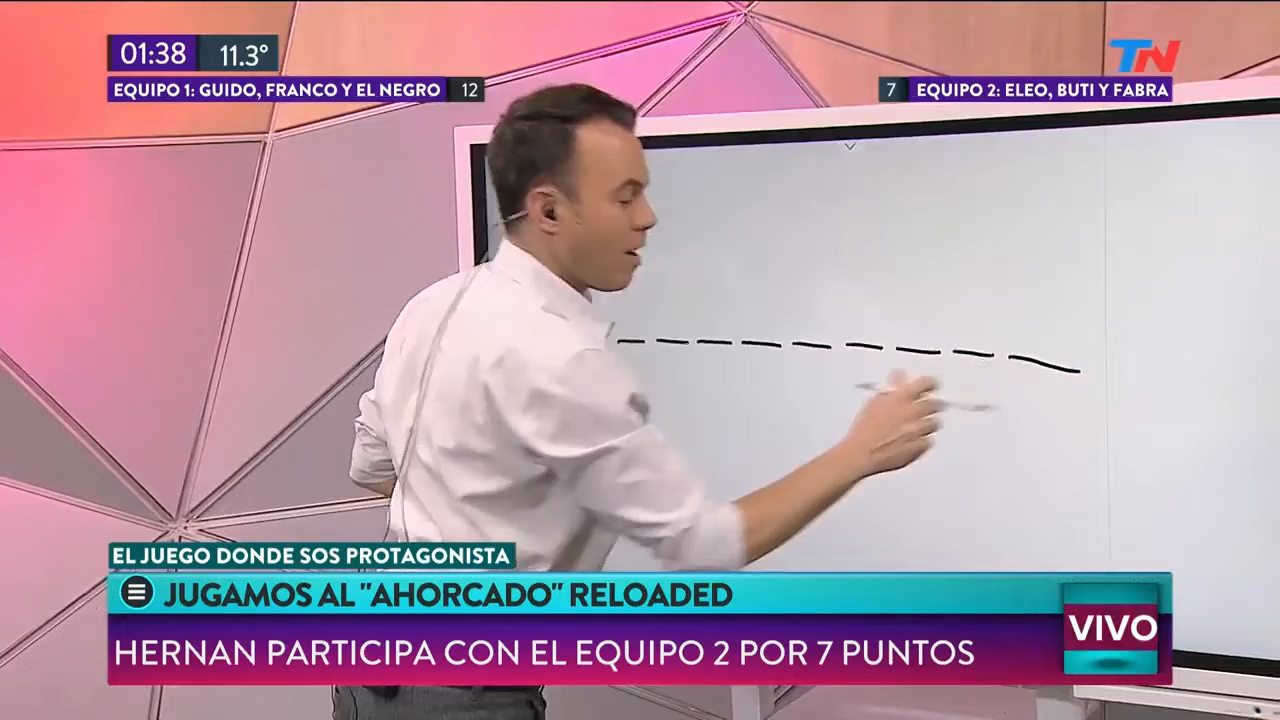 01:38 11.3°
TN
EQUIPO 1: GUIDO, FRANCO Y EL NEGRO 12
7 EQUIPO 2: ELEO, BUTI Y FABRA
EL JUEGO DONDE SOS PROTAGONISTA
JUGAMOS AL "AHORCADO" RELOADED
HERNAN PARTICIPA CON EL EQUIPO 2 POR 7 PUNTOS
VIVO